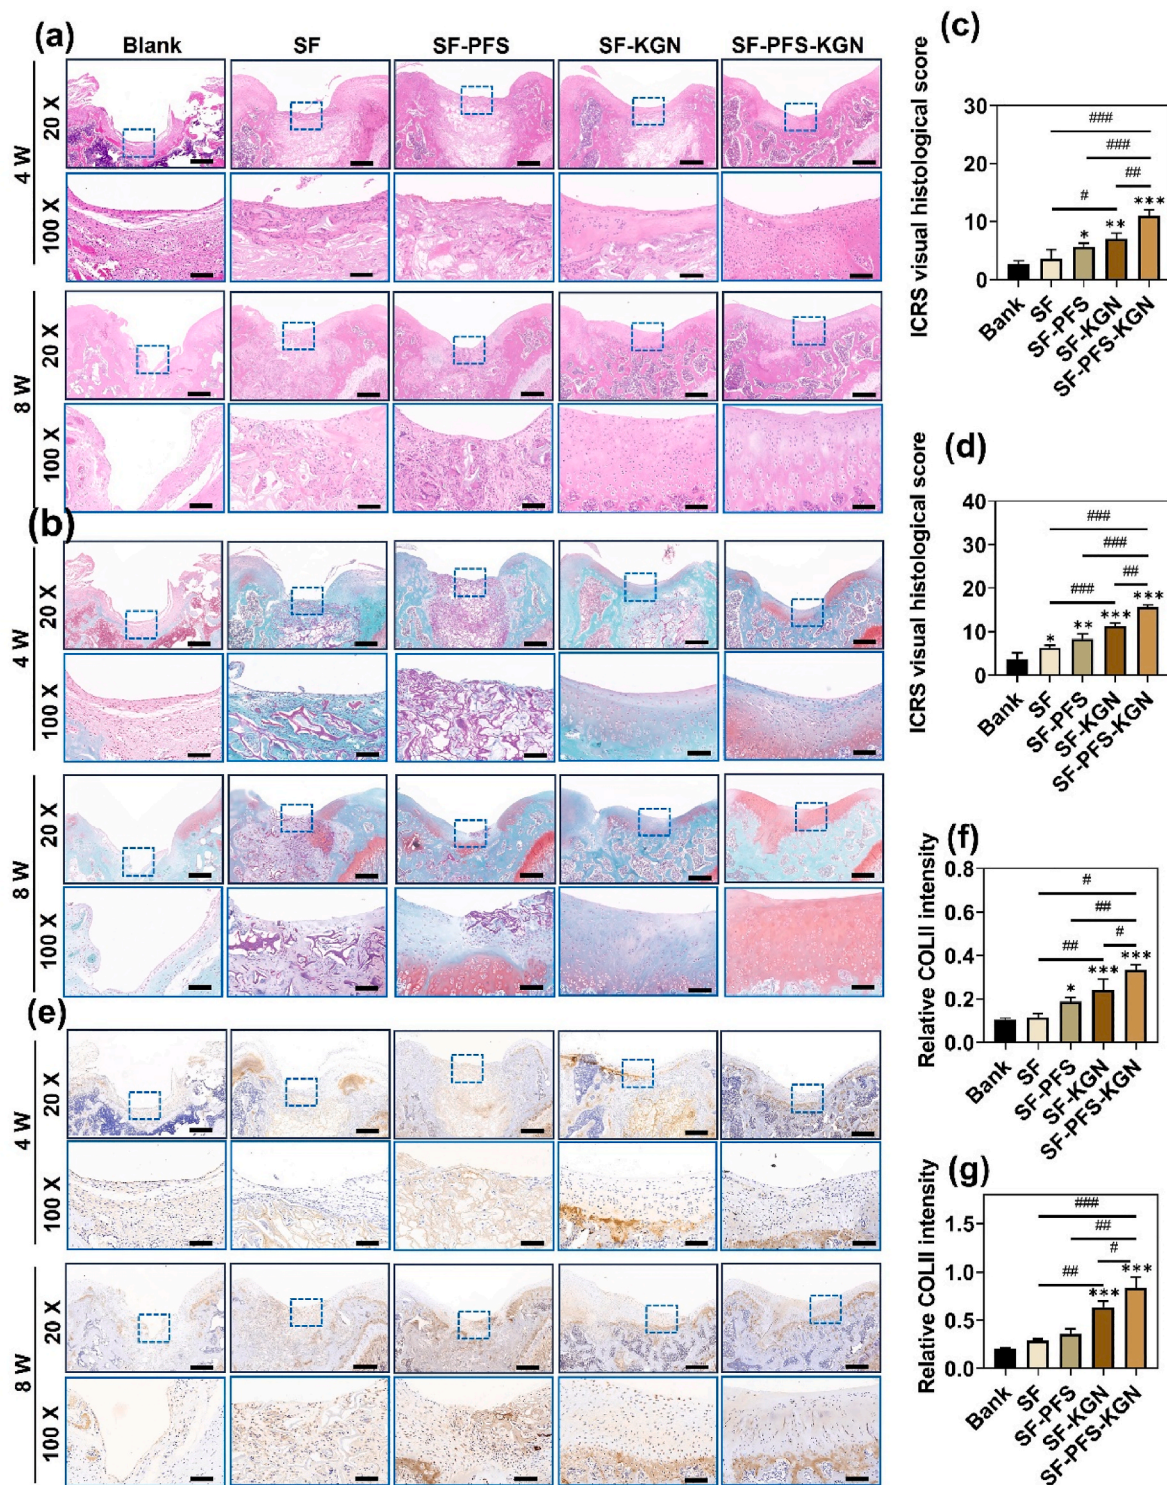 (a)
Blank SF SF-PFS SF-KGN SF-PFS-KGN
4 W
20 X
100 X
8 W
20 X
100 X
(b)
4 W
20 X
100 X
8 W
20 X
100 X
(e)
4 W
20 X
100 X
8 W
20 X
100 X
(c)
ICRS visual histological score
30
20
10
0
###
###
##
#
* ** ***
Bank SF SF-PFS SF-KGN SF-PFS-KGN
(d)
ICRS visual histological score
40
30
20
10
0
###
###
##
###
* ** *** ***
Bank SF SF-PFS SF-KGN SF-PFS-KGN
(f)
Relative COLII intensity
0.8
0.6
0.4
0.2
0.0
#
##
#
##
* *** ***
Bank SF SF-PFS SF-KGN SF-PFS-KGN
(g)
Relative COLII intensity
1.5
1.0
0.5
0.0
###
##
#
##
*** ***
Bank SF SF-PFS SF-KGN SF-PFS-KGN